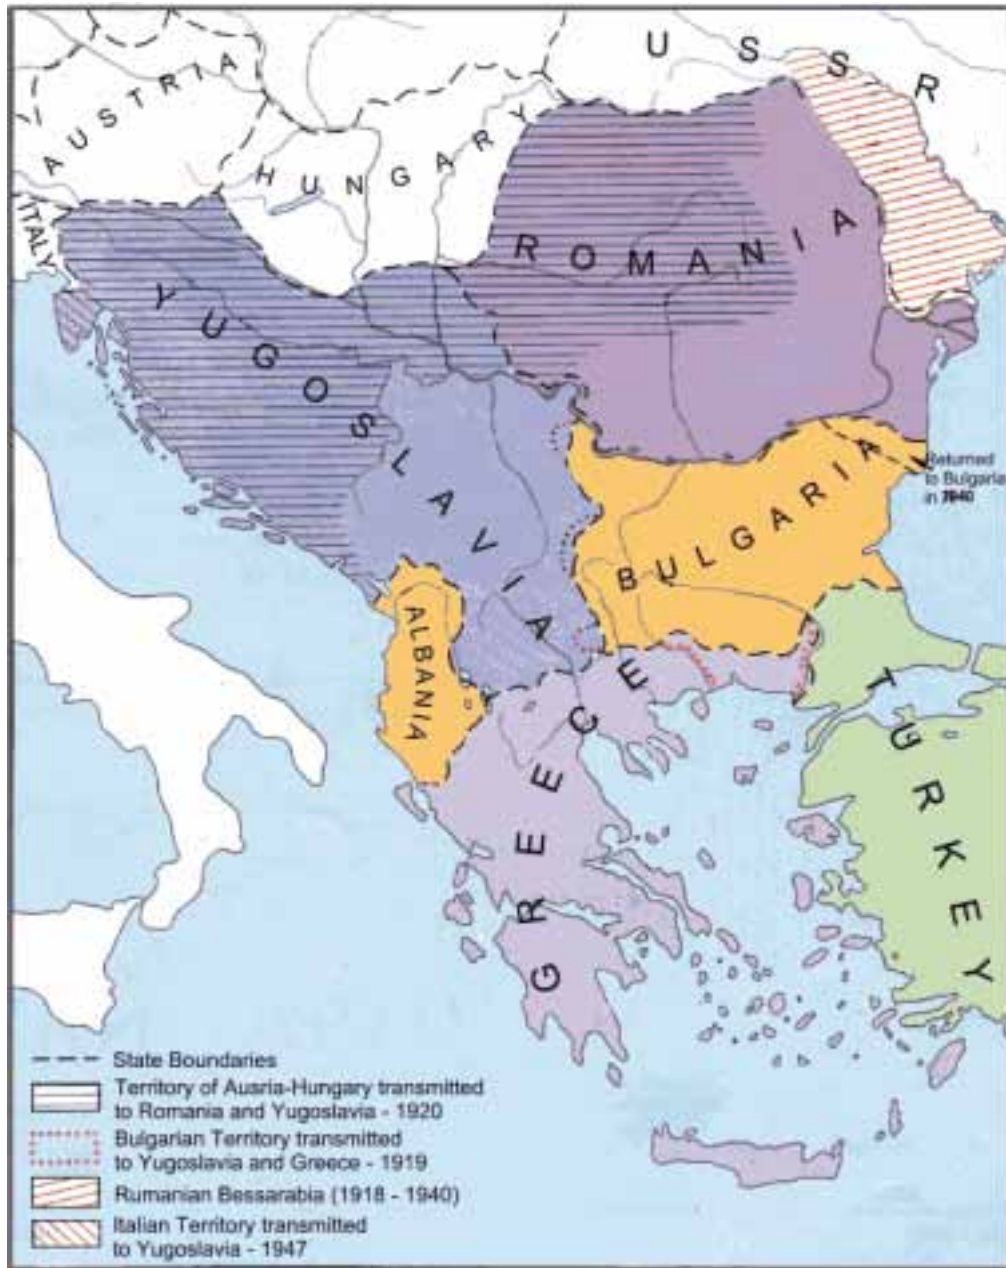 U S S R
AUSTRIA
HUNGARY
ITALY
ROMANIA
YUGOSLAVIA
Returned
to Bulgaria
in 1940
BULGARIA
ALBANIA
GREECE
TURKEY
State Boundaries
Territory of Ausria-Hungary transmitted
to Romania and Yugoslavia - 1920
Bulgarian Territory transmitted
to Yugoslavia and Greece - 1919
Rumanian Bessarabia (1918 - 1940)
Italian Territory transmitted
to Yugoslavia - 1947